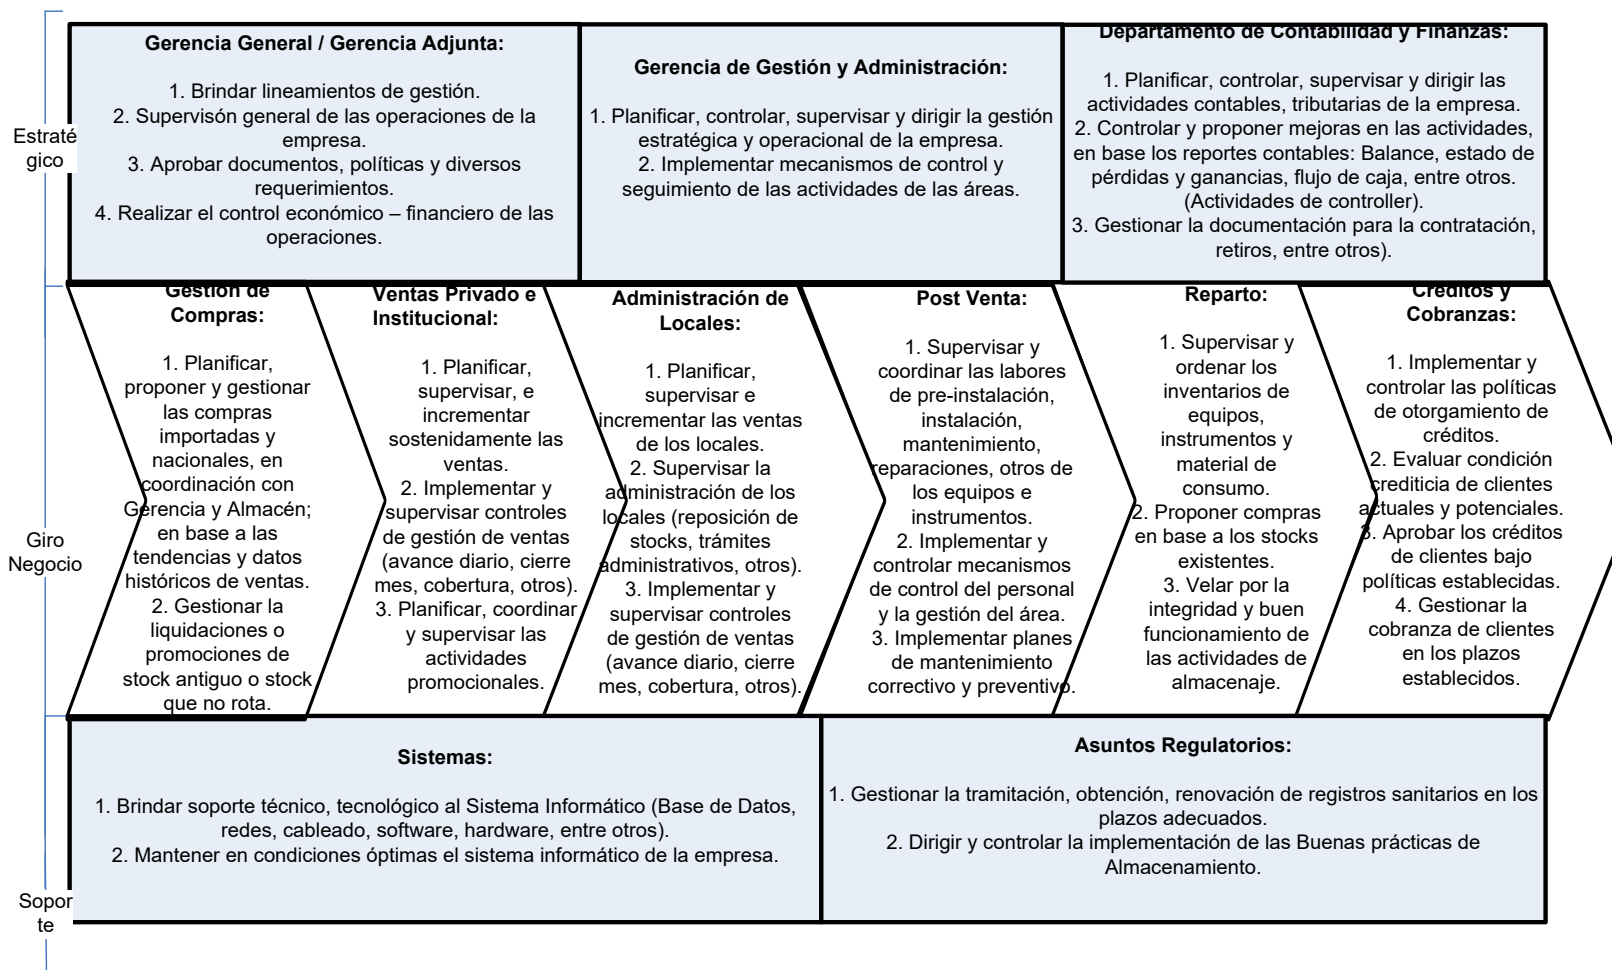 Estraté
gico
Gerencia General / Gerencia Adjunta:
1. Brindar lineamientos de gestión.
2. Supervisón general de las operaciones de la
empresa.
3. Aprobar documentos, políticas y diversos
requerimientos.
4. Realizar el control económico – financiero de las
operaciones.
Gerencia de Gestión y Administración:
1. Planificar, controlar, supervisar y dirigir la gestión
estratégica y operacional de la empresa.
2. Implementar mecanismos de control y
seguimiento de las actividades de las áreas.
Departamento de Contabilidad y Finanzas:
1. Planificar, controlar, supervisar y dirigir las
actividades contables, tributarias de la empresa.
2. Controlar y proponer mejoras en las actividades,
en base los reportes contables: Balance, estado de
pérdidas y ganancias, flujo de caja, entre otros.
(Actividades de controller).
3. Gestionar la documentación para la contratación,
retiros, entre otros).
Giro
Negocio
Gestión de
Compras:
1. Planificar,
proponer y gestionar
las compras
importadas y
nacionales, en
coordinación con
Gerencia y Almacén;
en base a las
tendencias y datos
históricos de ventas.
2. Gestionar la
liquidaciones o
promociones de
stock antiguo o stock
que no rota.
Ventas Privado e
Institucional:
1. Planificar,
supervisar, e
incrementar
sostenidamente las
ventas.
2. Implementar y
supervisar controles
de gestión de ventas
(avance diario, cierre
mes, cobertura, otros).
3. Planificar, coordinar
y supervisar las
actividades
promocionales.
Administración de
Locales:
1. Planificar,
supervisar e
incrementar las ventas
de los locales.
2. Supervisar la
administración de los
locales (reposición de
stocks, trámites
administrativos, otros).
3. Implementar y
supervisar controles
de gestión de ventas
(avance diario, cierre
mes, cobertura, otros).
Post Venta:
1. Supervisar y
coordinar las labores
de pre-instalación,
instalación,
mantenimiento,
reparaciones, otros de
los equipos e
instrumentos.
2. Implementar y
controlar mecanismos
de control del personal
y la gestión del área.
3. Implementar planes
de mantenimiento
correctivo y preventivo.
Reparto:
1. Supervisar y
ordenar los
inventarios de
equipos,
instrumentos y
material de
consumo.
2. Proponer compras
en base a los stocks
existentes.
3. Velar por la
integridad y buen
funcionamiento de
las actividades de
almacenaje.
Créditos y
Cobranzas:
1. Implementar y
controlar las políticas
de otorgamiento de
créditos.
2. Evaluar condición
crediticia de clientes
actuales y potenciales.
3. Aprobar los créditos
de clientes bajo
políticas establecidas.
4. Gestionar la
cobranza de clientes
en los plazos
establecidos.
Sopor
te
Sistemas:
1. Brindar soporte técnico, tecnológico al Sistema Informático (Base de Datos,
redes, cableado, software, hardware, entre otros).
2. Mantener en condiciones óptimas el sistema informático de la empresa.
Asuntos Regulatorios:
1. Gestionar la tramitación, obtención, renovación de registros sanitarios en los
plazos adecuados.
2. Dirigir y controlar la implementación de las Buenas prácticas de
Almacenamiento.